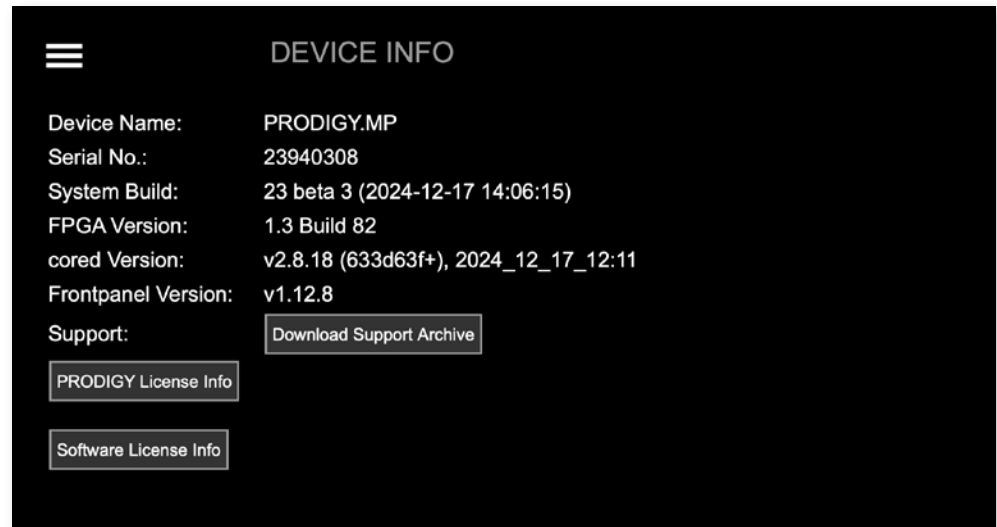 DEVICE INFO
Device Name: PRODIGY.MP
Serial No.: 23940308
System Build: 23 beta 3 (2024-12-17 14:06:15)
FPGA Version: 1.3 Build 82
cored Version: v2.8.18 (633d63f+), 2024_12_17_12:11
Frontpanel Version: v1.12.8
Support: Download Support Archive
PRODIGY License Info
Software License Info